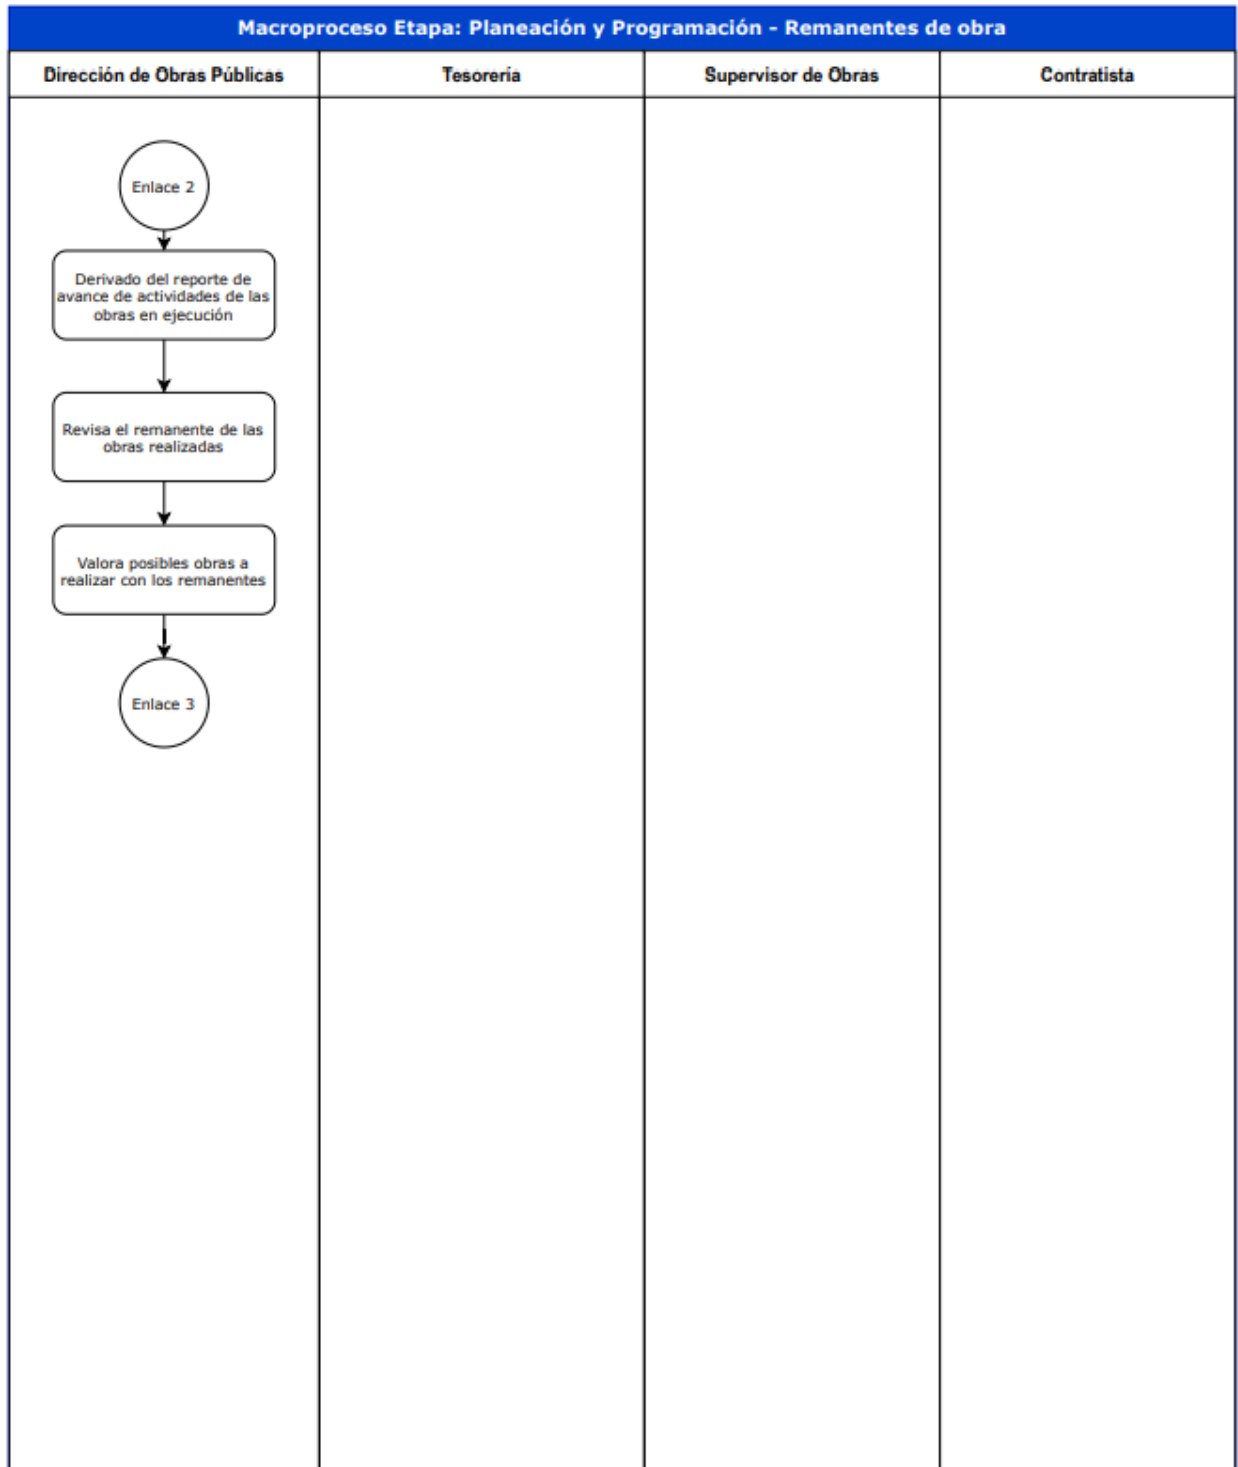 Macroproceso Etapa: Planeación y Programación - Remanentes de obra
Dirección de Obras Públicas
Tesorería
Supervisor de Obras
Contratista
Enlace 2
Derivado del reporte de
avance de actividades de las
obras en ejecución
Revisa el remanente de las
obras realizadas
Valora posibles obras a
realizar con los remanentes
Enlace 3